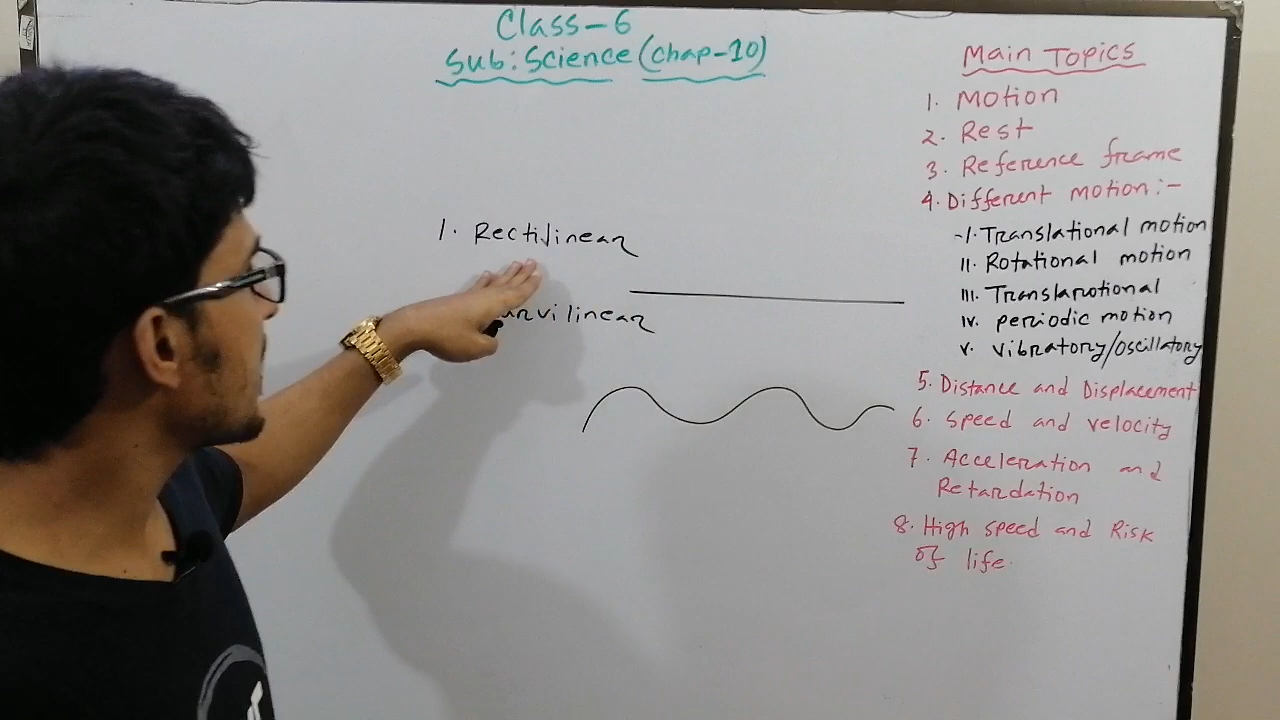 Class-6
Sub: Science (chap-10)
1. Rectilinear
urvilinear
Main Topics
1. Motion
2. Rest
3. Reference frame
4. Different motion:-
-1. Translational motion
II. Rotational motion
III. Translarotional
IV. periodic motion
V. vibratory/oscillatory
5. Distance and Displacement
6. Speed and velocity
7. Acceleration and
Retardation
8. High speed and Risk
of life.